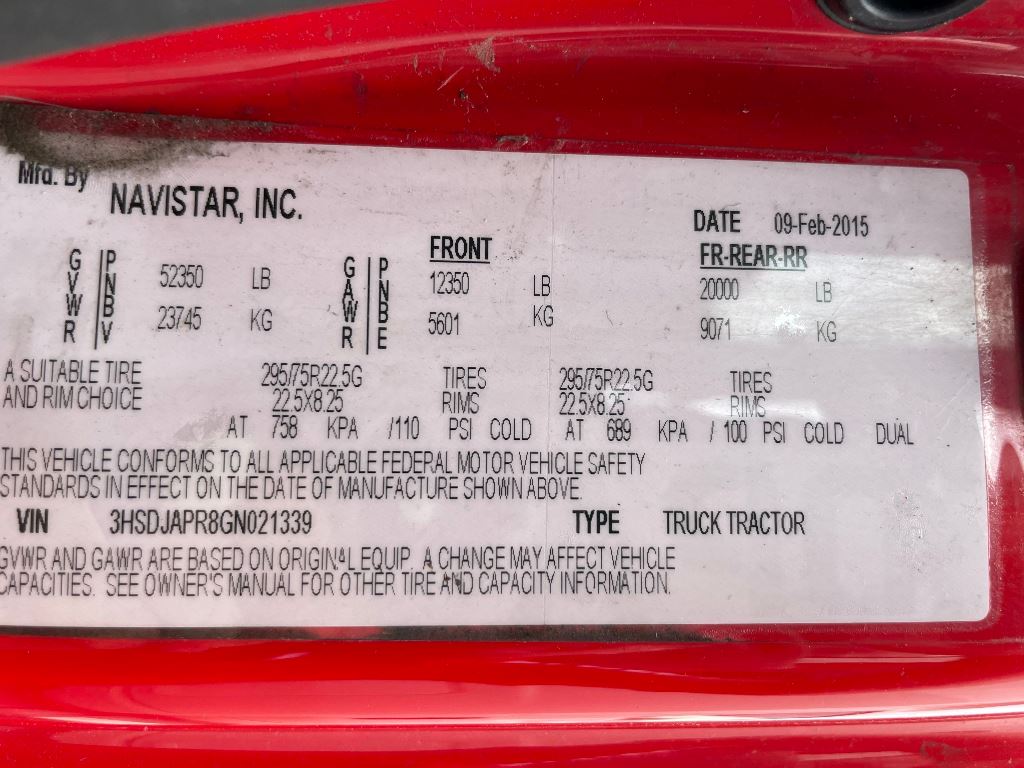 Mfd. By NAVISTAR, INC.
DATE 09-Feb-2015
FRONT FR-REAR-RR
GVWR PNBV 52350 LB GAWR PNBE 12350 LB 20000 LB
23745 KG 5601 KG 9071 KG
A SUITABLE TIRE 295/75R22.5G TIRES 295/75R22.5G TIRES
AND RIM CHOICE 22.5X8.25 RIMS 22.5X8.25 RIMS
AT 758 KPA /110 PSI COLD AT 689 KPA / 100 PSI COLD DUAL
THIS VEHICLE CONFORMS TO ALL APPLICABLE FEDERAL MOTOR VEHICLE SAFETY
STANDARDS IN EFFECT ON THE DATE OF MANUFACTURE SHOWN ABOVE.
VIN 3HSDJAPR8GN021339 TYPE TRUCK TRACTOR
GVWR AND GAWR ARE BASED ON ORIGINAL EQUIP. A CHANGE MAY AFFECT VEHICLE
CAPACITIES. SEE OWNER'S MANUAL FOR OTHER TIRE AND CAPACITY INFORMATION.